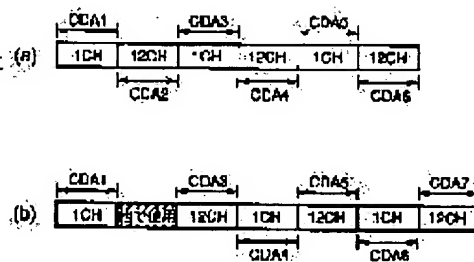 CDA1 CDA3 CDA5
(a) 1CH 12CH 1CH 12CH 1CH 12CH
CDA2 CDA4 CDA6
CDA1 CDA3 CDA5 CDA7
(b) 1CH 12CH 1CH 12CH 1CH 12CH
CDA4 CDA6